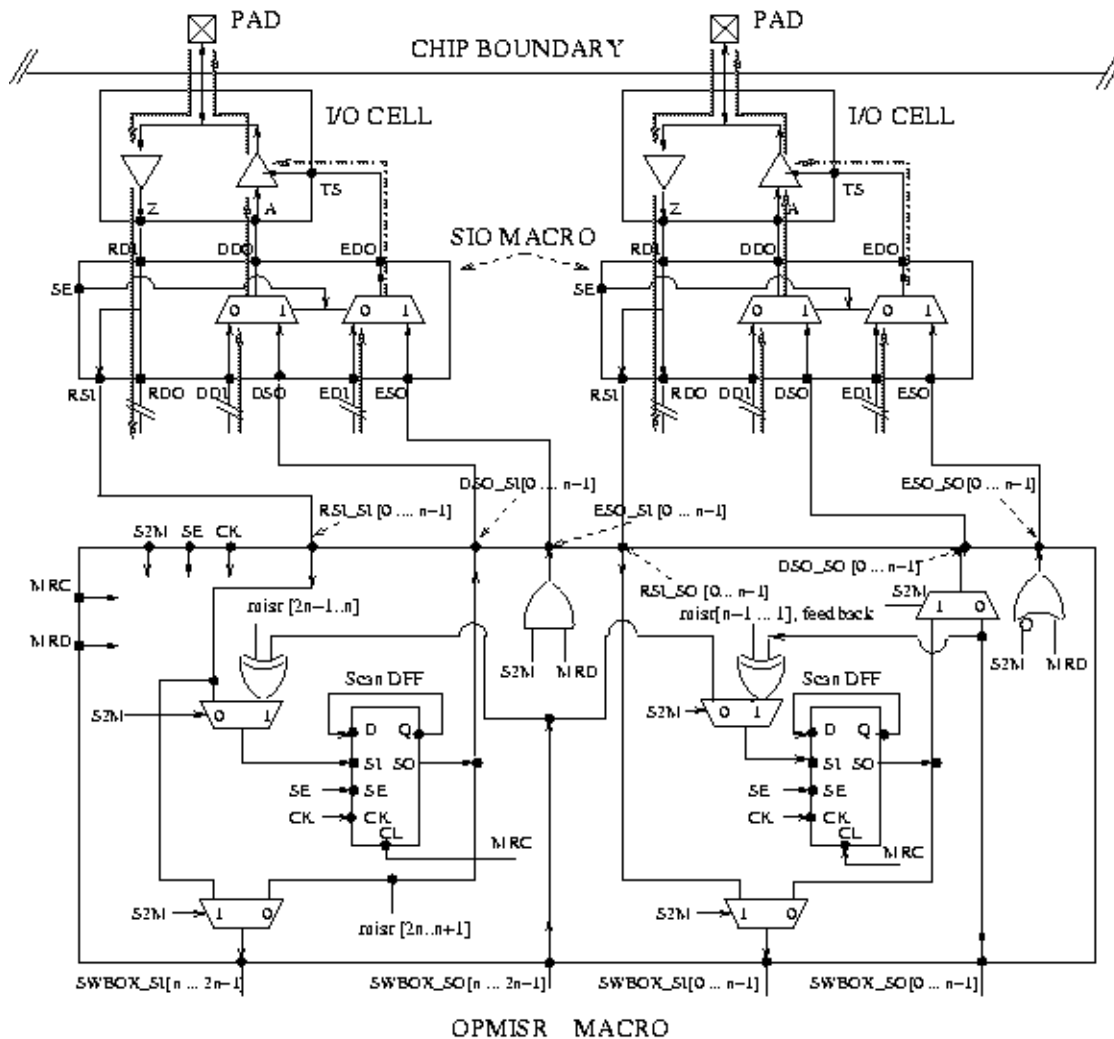 PAD PAD
CHIP BOUNDARY
I/O CELL I/O CELL
TS TS
Z A Z A
SIO MACRO
RDI DDO EDO RDI DDO EDO
SE SE
0 1 0 1 0 1 0 1
RSI RDO DDI DSO EDI ESO RSI RDO DDI DSO EDI ESO
DSO_SI[0 ... n-1] ESO_SO[0 ... n-1]
RSI_SI [0 .... n-1] ESO_SI [0 ... n-1]
S2M SE CK
DSO_SO [0 ... n-1]
MRC RSI_SO [0... n-1] S2M 1 0
misr [2n-1..n] misr[n-1 ... 1], feedback
MRD
S2M MRD S2M MRD
Scan DFF Scan DFF
S2M 0 1 S2M 0 1
D Q D Q
SI SO SI SO
SE SE SE SE
CK CK CK CK
CL CL
MRC MRC
S2M 1 0 S2M 1 0
misr [2n..n+1]
SWBOX_SI[n ... 2n-1] SWBOX_SO[n ... 2n-1] SWBOX_SI[0 ... n-1] SWBOX_SO[0 ... n-1]
OPMISR MACRO